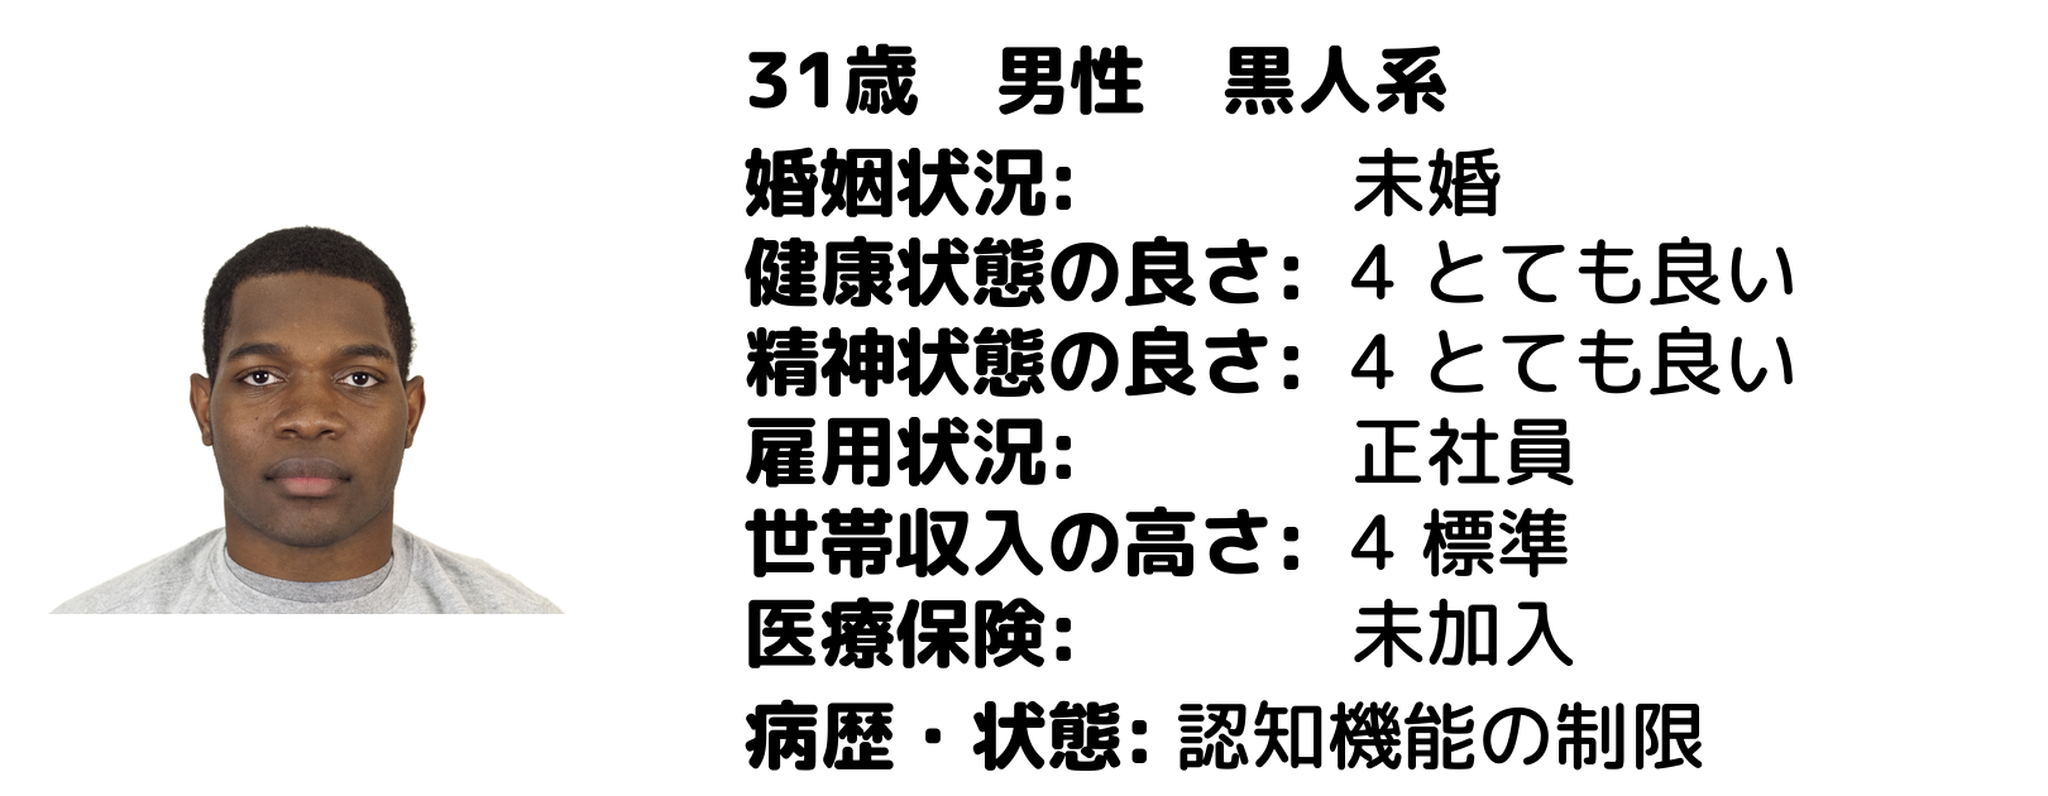 31歳　男性　黒人系
婚姻状況: 未婚
健康状態の良さ: 4 とても良い
精神状態の良さ: 4 とても良い
雇用状況: 正社員
世帯収入の高さ: 4 標準
医療保険: 未加入
病歴・状態: 認知機能の制限